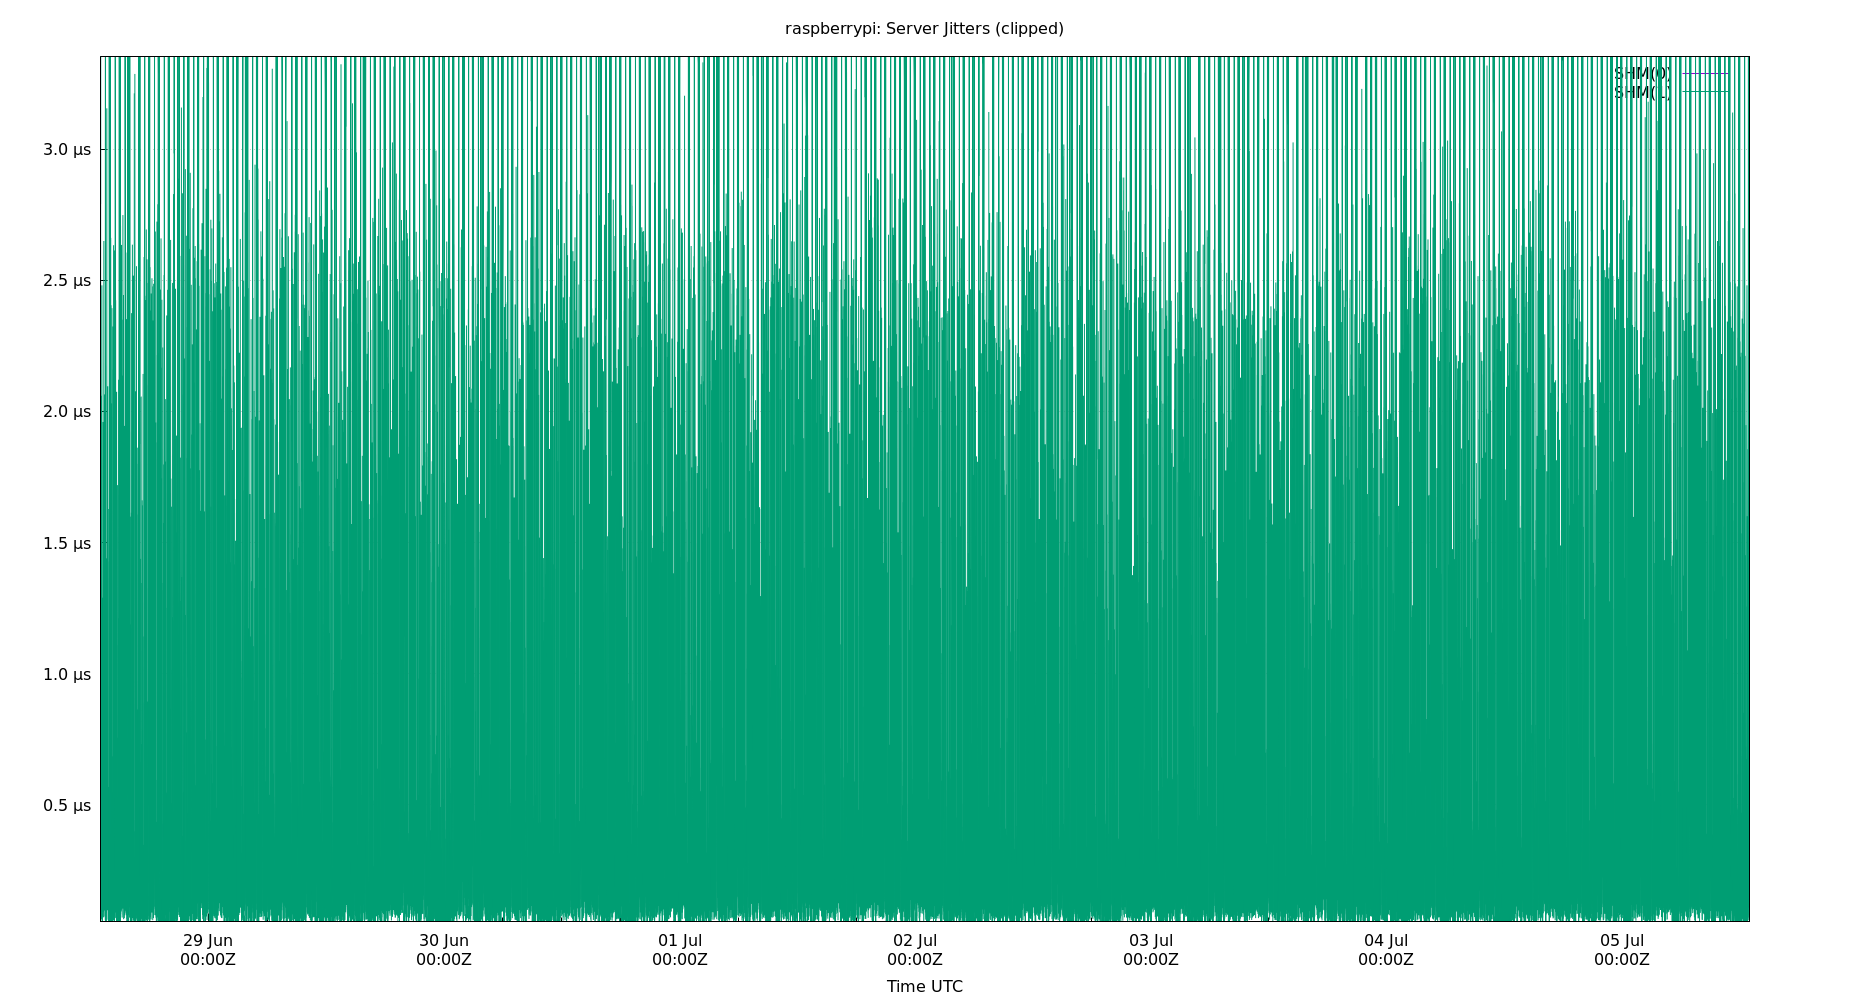 raspberrypi: Server Jitters (clipped)
SHM(0)
SHM(1)
3.0 µs
2.5 µs
2.0 µs
1.5 µs
1.0 µs
0.5 µs
29 Jun 30 Jun 01 Jul 02 Jul 03 Jul 04 Jul 05 Jul
00:00Z 00:00Z 00:00Z 00:00Z 00:00Z 00:00Z 00:00Z
Time UTC